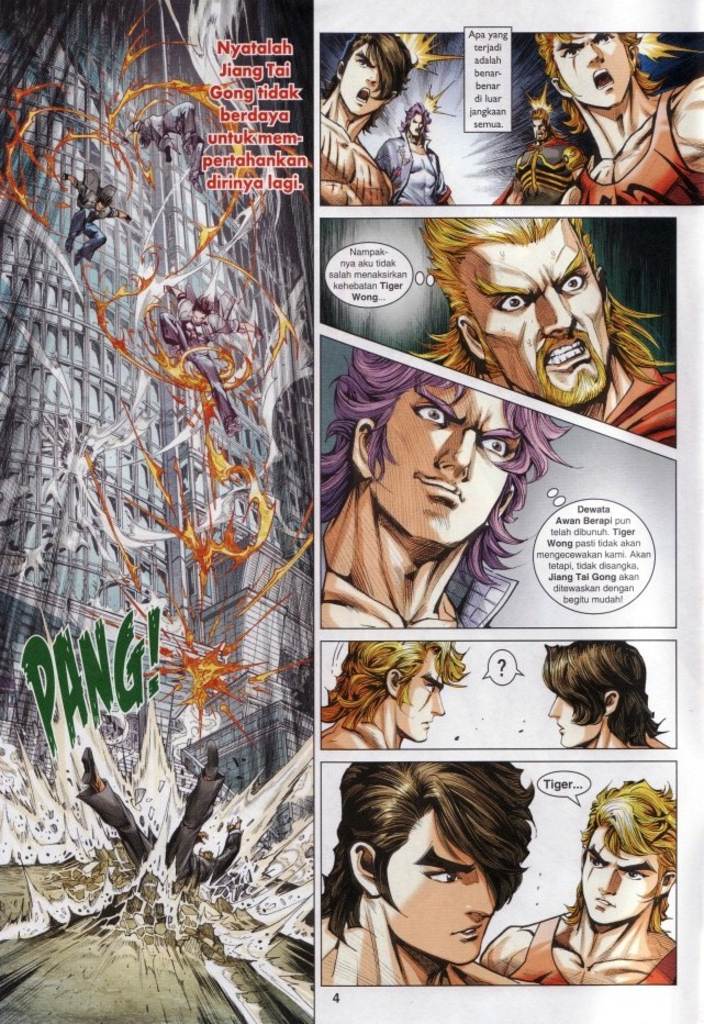 Nyatalah
Jiang Tai
Gong tidak
berdaya
untuk mem-
pertahankan
dirinya lagi.
PANG!
Apa yang
terjadi
adalah
benar-
benar
di luar
jangkaan
semua.
Nampak-
nya aku tidak
salah menaksirkan
kehebatan Tiger
Wong...
Dewata
Awan Berapi pun
telah dibunuh. Tiger
Wong pasti tidak akan
mengecewakan kami. Akan
tetapi, tidak disangka,
Jiang Tai Gong akan
ditewaskan dengan
begitu mudah!
?
Tiger...
4